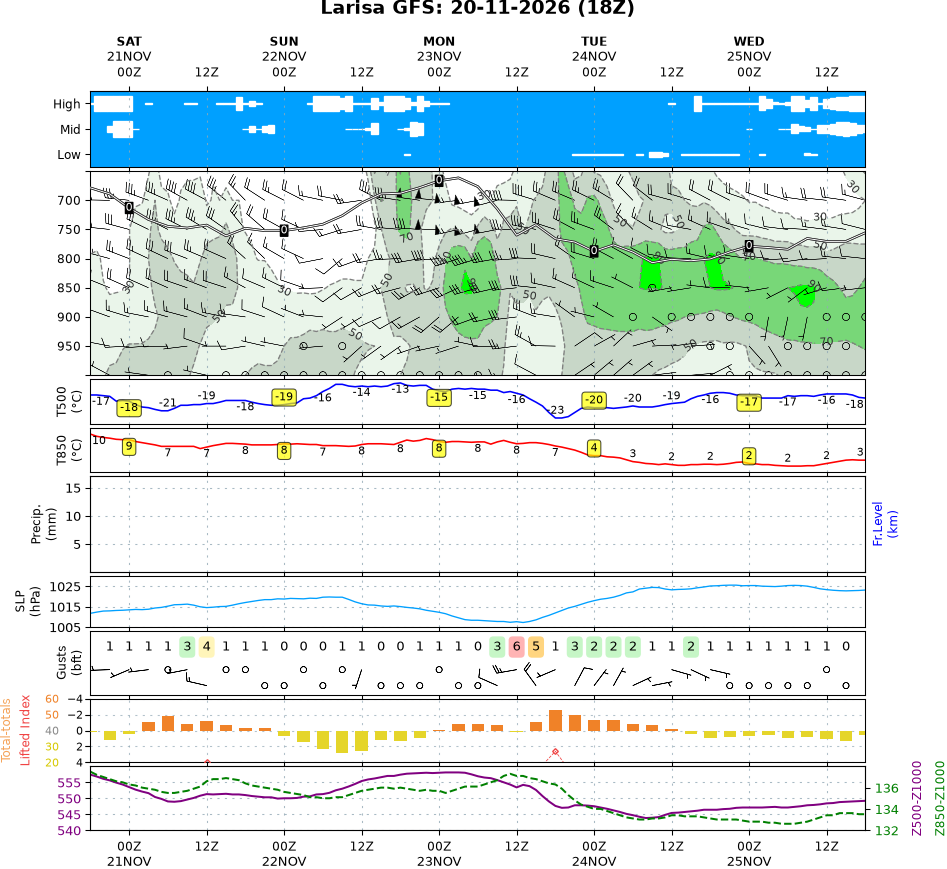 Larisa GFS: 20-11-2026 (18Z)
SAT SUN MON TUE WED
21NOV 22NOV 23NOV 24NOV 25NOV
00Z 12Z 00Z 12Z 00Z 12Z 00Z 12Z 00Z 12Z
High
Mid
Low
700
750
800
850
900
950
0 0 0 0 0
30 50 30 50 50 70 50 50 50 30 30 50 50 70
T500
(°C)
-17 -18 -21 -19 -18 -19 -16 -14 -13 -15 -15 -16 -23 -20 -20 -19 -16 -17 -17 -16 -18
T850
(°C)
10 9 7 7 8 8 7 8 8 8 8 8 7 4 3 2 2 2 2 2 3
Precip.
(mm)
15
10
5
Fr.Level
(km)
SLP
(hPa)
1025
1015
1005
Gusts
(bft)
1 1 1 1 3 4 1 1 1 1 0 0 0 1 0 0 1 1 1 0 3 6 5 1 3 2 2 2 1 1 2 1 1 1 1 1 1 1 0
Total-totals
Lifted Index
60 −4
50 −2
40 0
30 2
20 4
555
550
545
540
136
134
132
Z500-Z1000
Z850-Z1000
00Z 12Z 00Z 12Z 00Z 12Z 00Z 12Z 00Z 12Z
21NOV 22NOV 23NOV 24NOV 25NOV